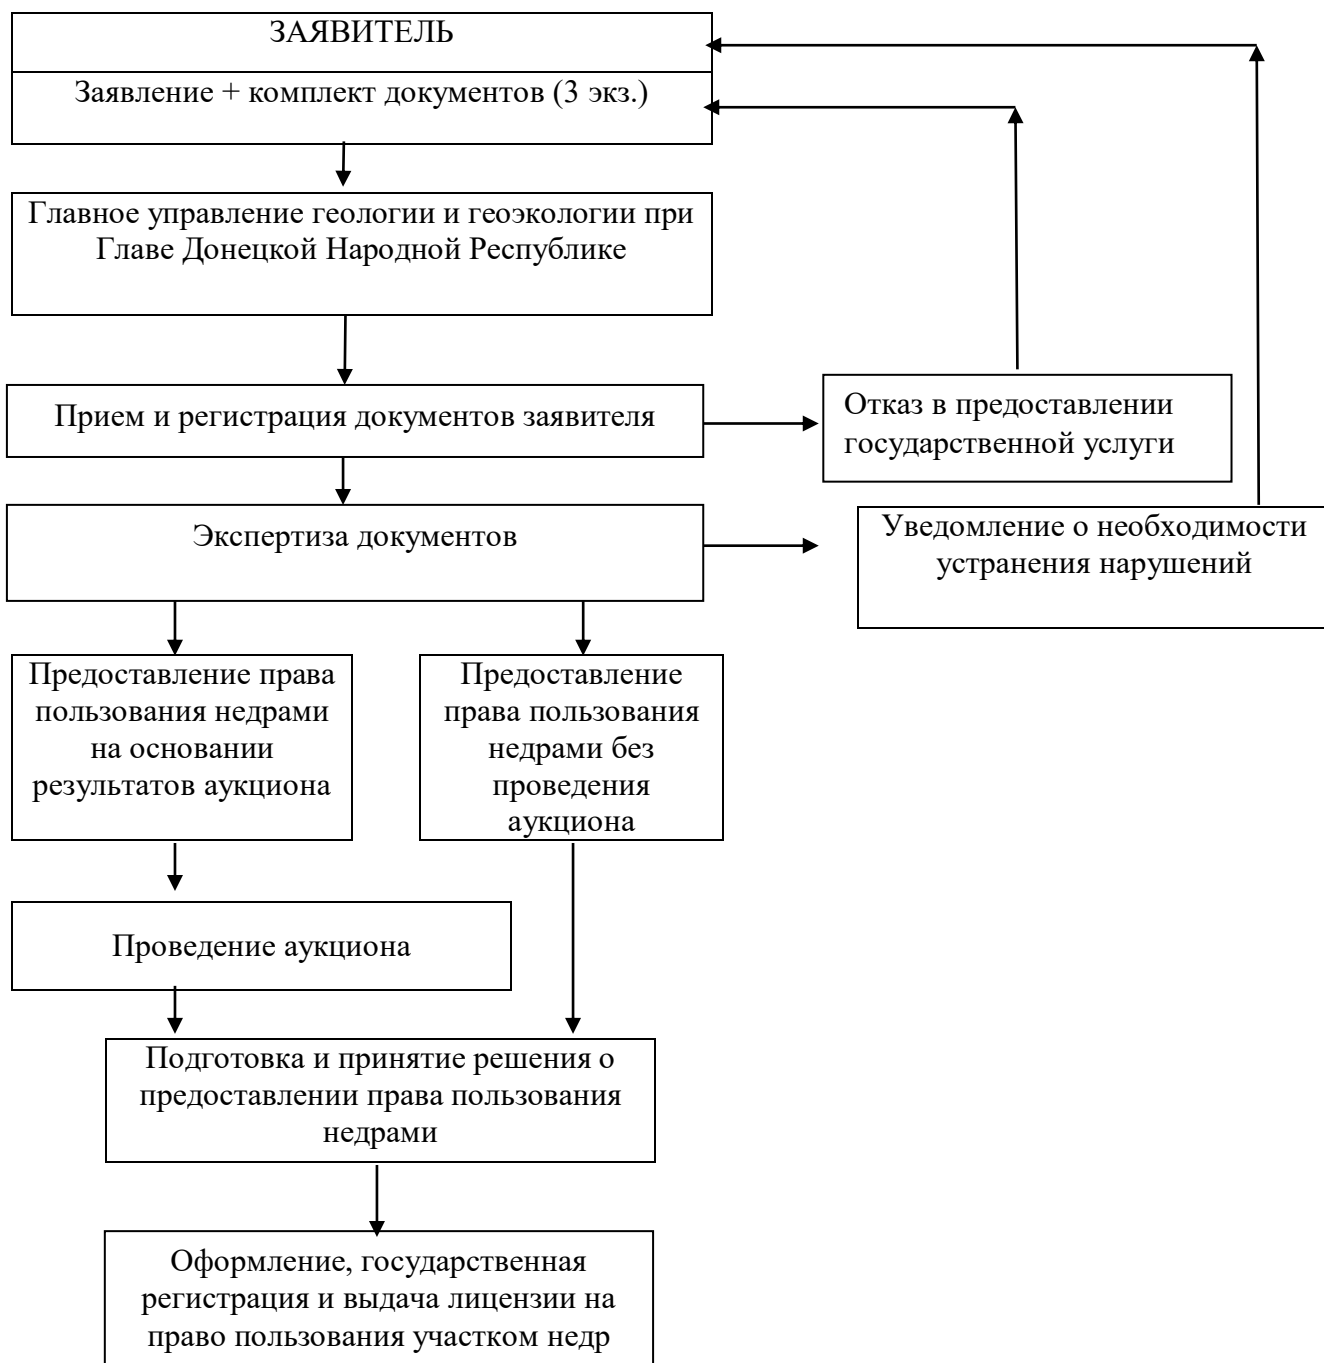 ЗАЯВИТЕЛЬ
Заявление + комплект документов (3 экз.)
Главное управление геологии и геоэкологии при
Главе Донецкой Народной Республике
Прием и регистрация документов заявителя
Отказ в предоставлении
государственной услуги
Экспертиза документов
Уведомление о необходимости
устранения нарушений
Предоставление права
пользования недрами
на основании
результатов аукциона
Предоставление
права пользования
недрами без
проведения
аукциона
Проведение аукциона
Подготовка и принятие решения о
предоставлении права пользования
недрами
Оформление, государственная
регистрация и выдача лицензии на
право пользования участком недр